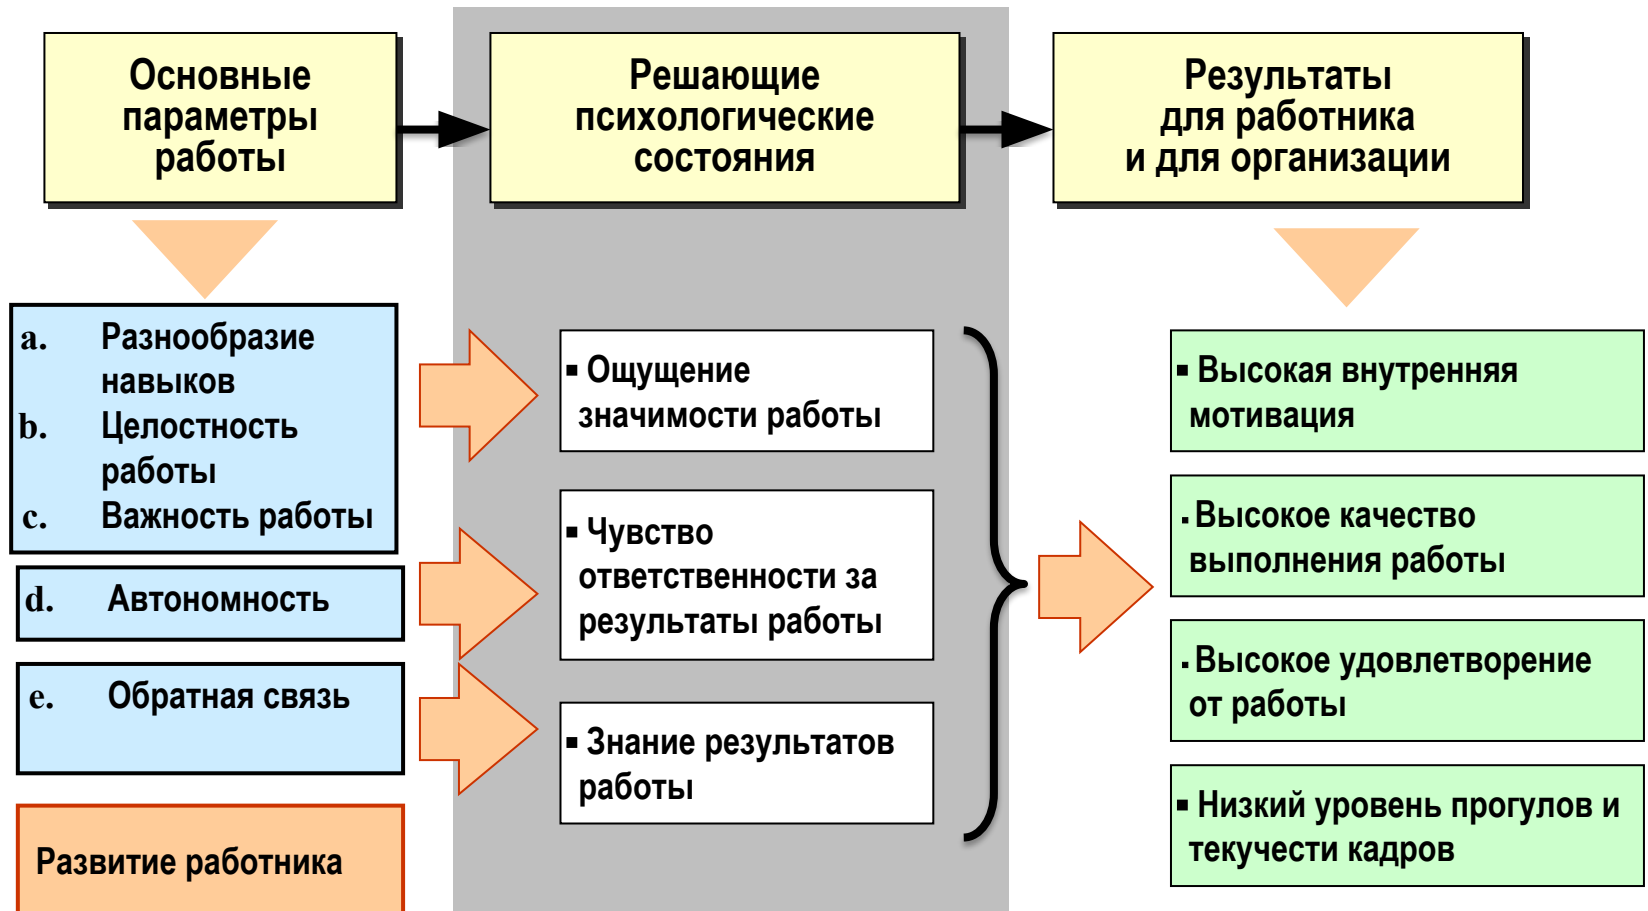 Основные
параметры
работы
Решающие
психологические
состояния
Результаты
для работника
и для организации
a. Разнообразие
навыков
b. Целостность
работы
c. Важность работы
d. Автономность
e. Обратная связь
Развитие работника
▪ Ощущение
значимости работы
▪ Чувство
ответственности за
результаты работы
▪ Знание результатов
работы
▪ Высокая внутренняя
мотивация
▪ Высокое качество
выполнения работы
▪ Высокое удовлетворение
от работы
▪ Низкий уровень прогулов и
текучести кадров